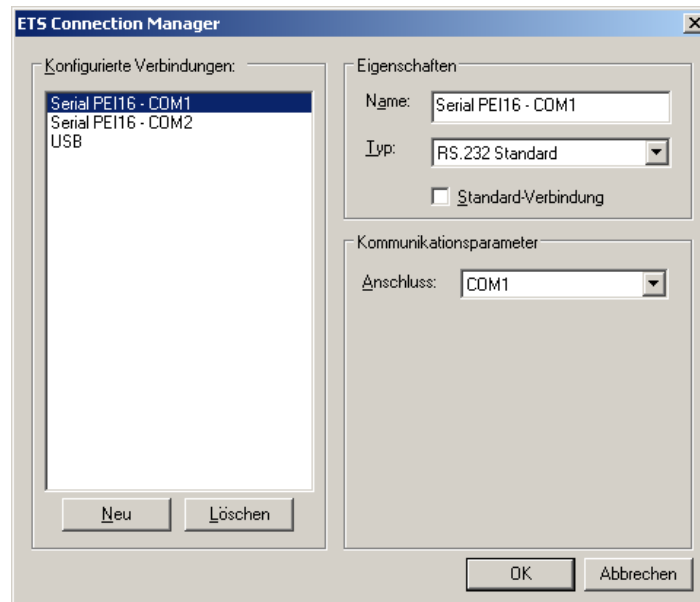 ETS Connection Manager
Konfigurierte Verbindungen:
Serial PEI16 - COM1
Serial PEI16 - COM2
USB
Neu
Löschen
Eigenschaften
Name: Serial PEI16 - COM1
Typ: RS.232 Standard
Standard-Verbindung
Kommunikationsparameter
Anschluss: COM1
OK
Abbrechen